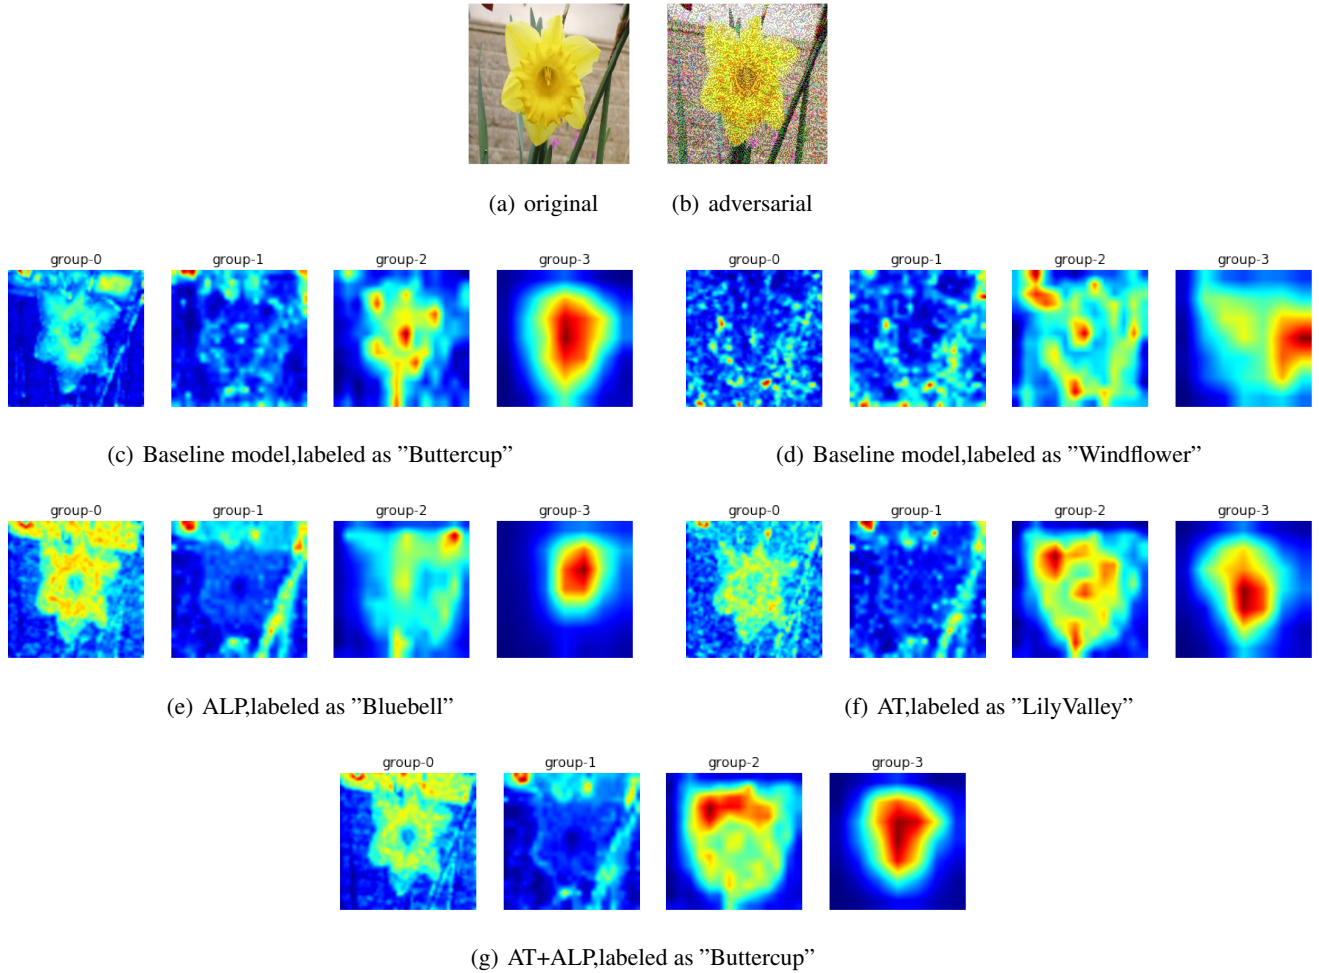 (a) original
(b) adversarial
group-0
group-1
group-2
group-3
group-0
group-1
group-2
group-3
(c) Baseline model,labeled as ”Buttercup”
(d) Baseline model,labeled as ”Windflower”
group-0
group-1
group-2
group-3
group-0
group-1
group-2
group-3
(e) ALP,labeled as ”Bluebell”
(f) AT,labeled as ”LilyValley”
group-0
group-1
group-2
group-3
(g) AT+ALP,labeled as ”Buttercup”